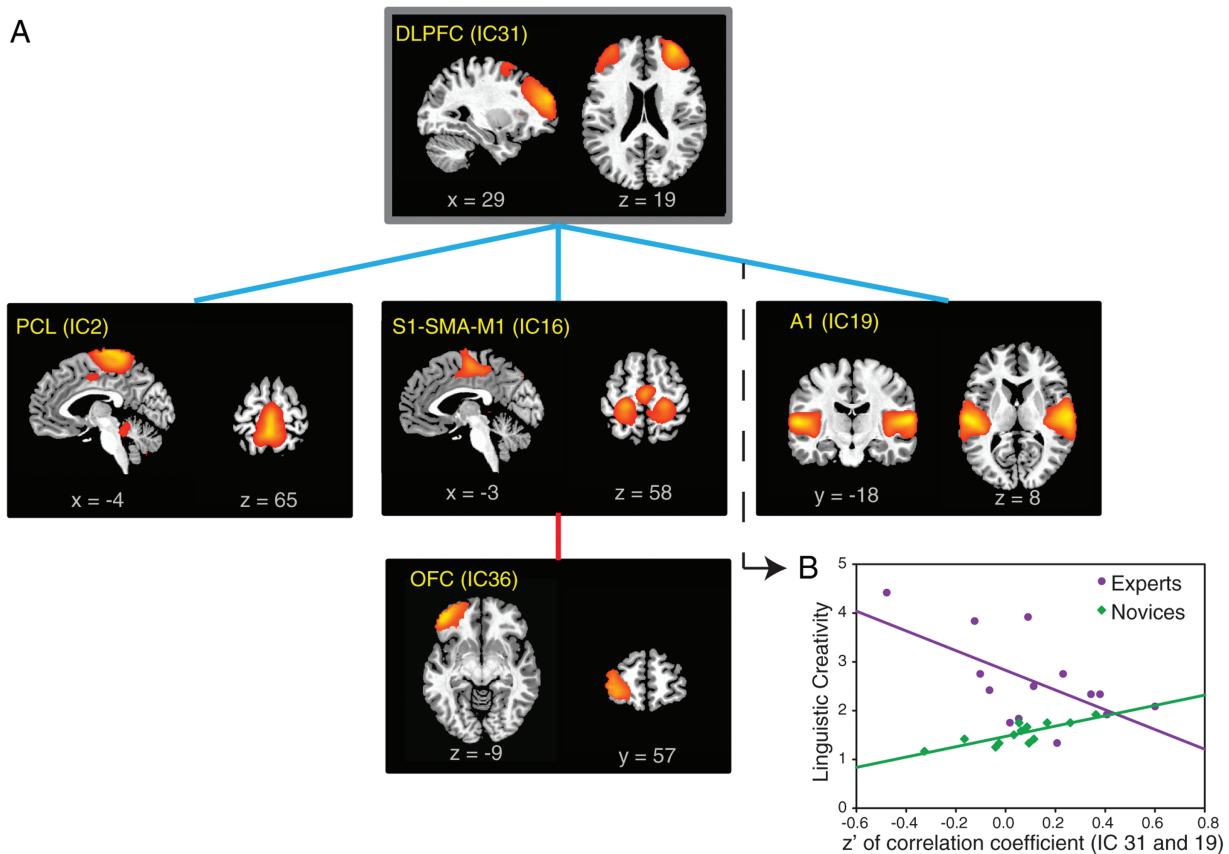 A
DLPFC (IC31)
x = 29
z = 19
PCL (IC2)
x = -4
z = 65
S1-SMA-M1 (IC16)
x = -3
z = 58
A1 (IC19)
y = -18
z = 8
OFC (IC36)
z = -9
y = 57
B
Experts
Novices
Linguistic Creativity
5
4
3
2
1
0
-0.6
-0.4
-0.2
0.0
0.2
0.4
0.6
0.8
z' of correlation coefficient (IC 31 and 19)